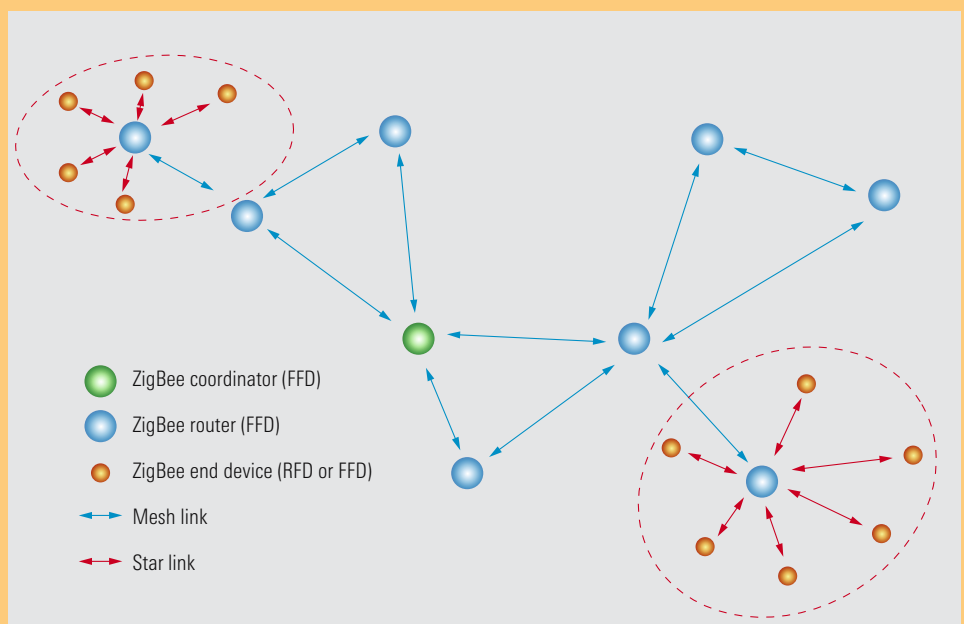 ZigBee coordinator (FFD)
ZigBee router (FFD)
ZigBee end device (RFD or FFD)
Mesh link
Star link